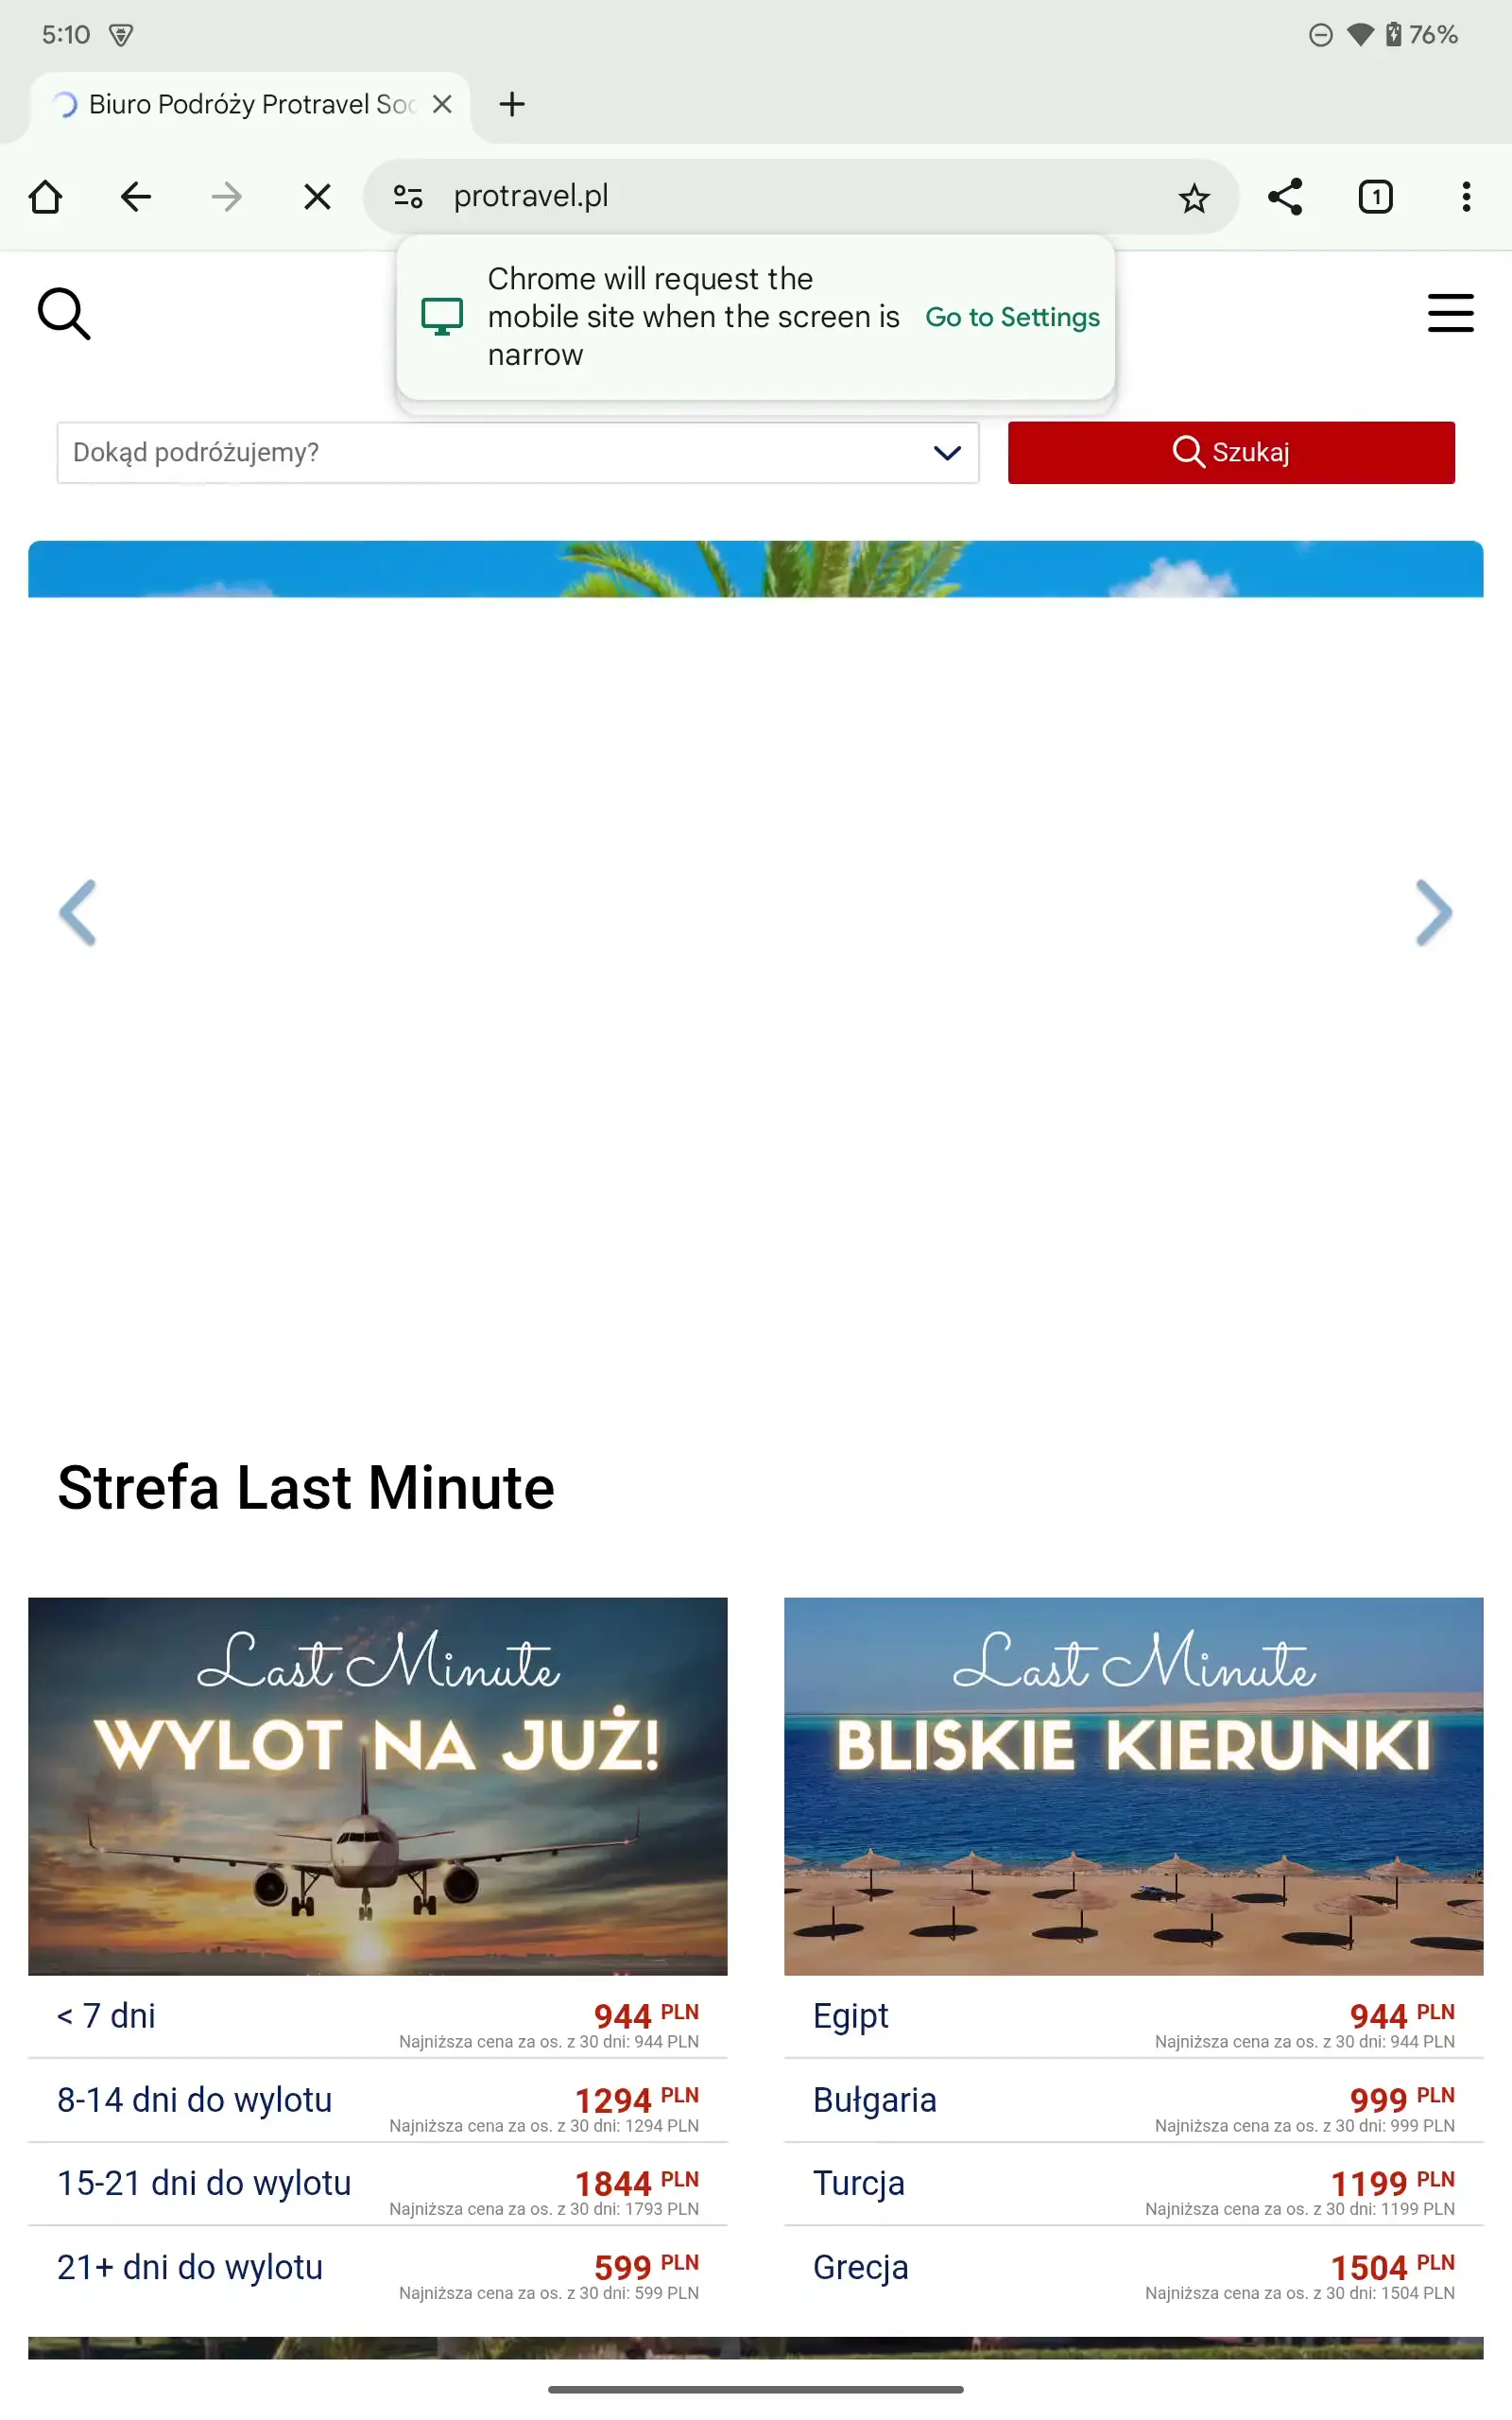 5:10
76%
Biuro Podróży Protravel Soc
protravel.pl
1
Chrome will request the
mobile site when the screen is
narrow
Go to Settings
Dokąd podróżujemy?
Szukaj
Strefa Last Minute
Last Minute
WYLOT NA JUŻ!
< 7 dni
944 PLN
Najniższa cena za os. z 30 dni: 944 PLN
8-14 dni do wylotu
1294 PLN
Najniższa cena za os. z 30 dni: 1294 PLN
15-21 dni do wylotu
1844 PLN
Najniższa cena za os. z 30 dni: 1793 PLN
21+ dni do wylotu
599 PLN
Najniższa cena za os. z 30 dni: 599 PLN
Last Minute
BLISKIE KIERUNKI
Egipt
944 PLN
Najniższa cena za os. z 30 dni: 944 PLN
Bułgaria
999 PLN
Najniższa cena za os. z 30 dni: 999 PLN
Turcja
1199 PLN
Najniższa cena za os. z 30 dni: 1199 PLN
Grecja
1504 PLN
Najniższa cena za os. z 30 dni: 1504 PLN